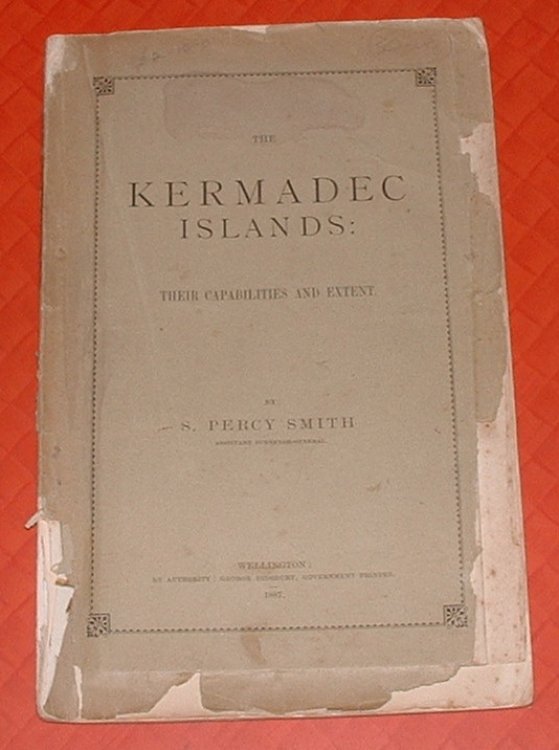 THE
KERMADEC
ISLANDS:
THEIR CAPABILITIES AND EXTENT.
BY
S. PERCY SMITH
ASSISTANT SURVEYOR-GENERAL.
WELLINGTON:
BY AUTHORITY: GEORGE DIDSBURY, GOVERNMENT PRINTER.
1887.